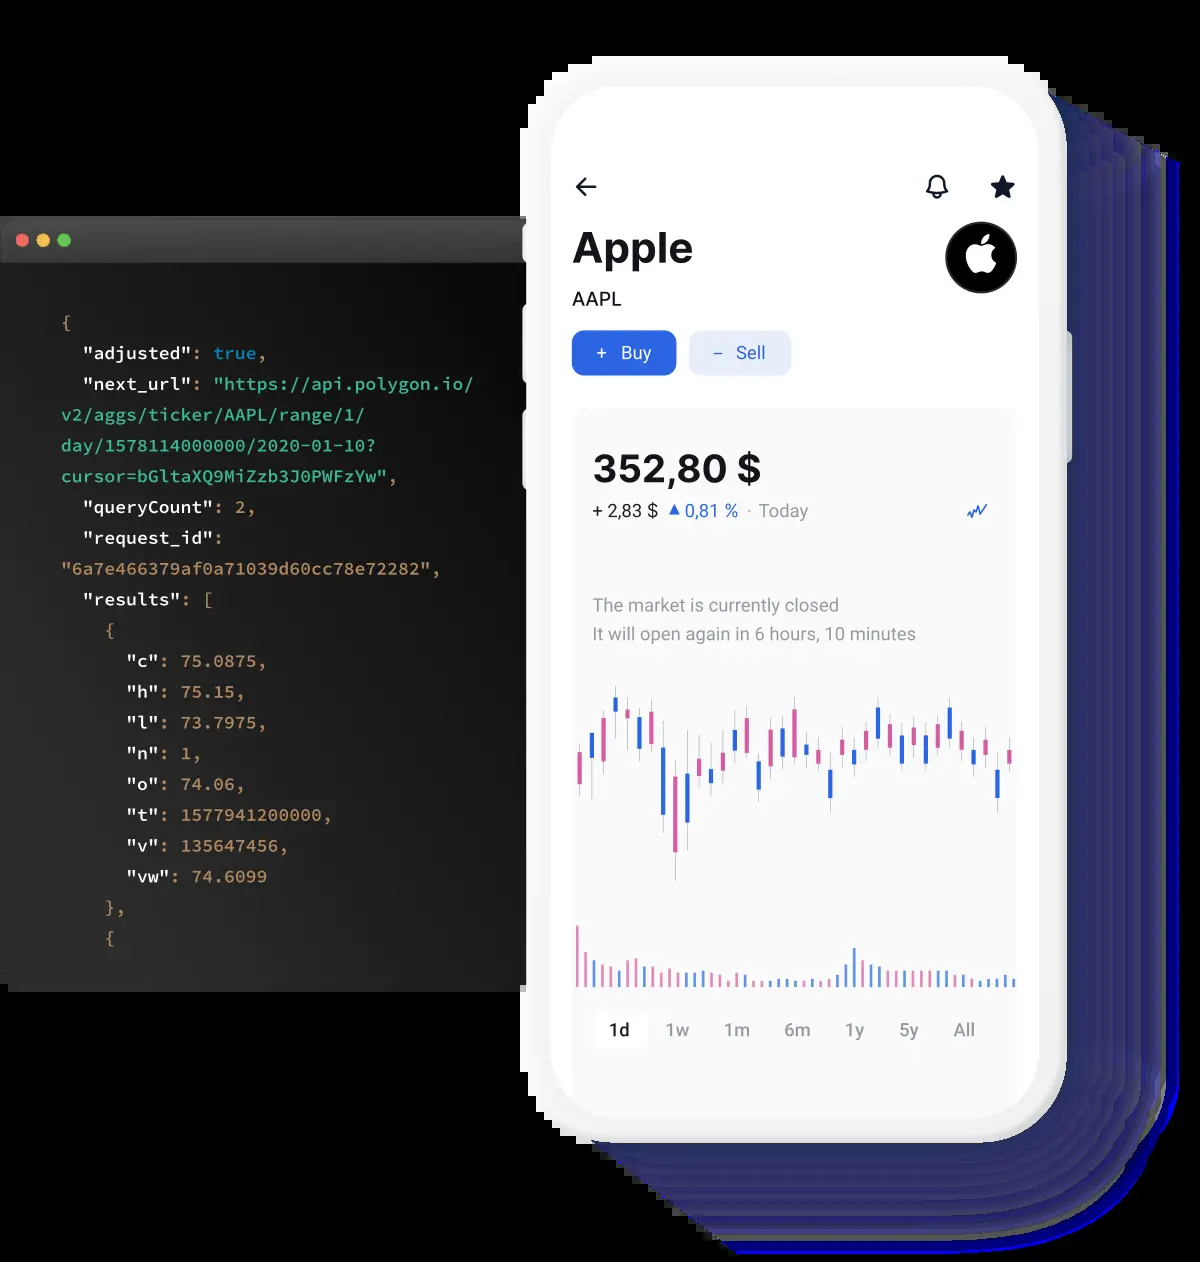 {
"adjusted": true,
"next_url": "https://api.polygon.io/
v2/aggs/ticker/AAPL/range/1/
day/1578114000000/2020-01-10?
cursor=bGltaXQ9MiZzb3J0PWFzYw",
"queryCount": 2,
"request_id":
"6a7e466379af0a71039d60cc78e72282",
"results": [
{
"c": 75.0875,
"h": 75.15,
"l": 73.7975,
"n": 1,
"o": 74.06,
"t": 1577941200000,
"v": 135647456,
"vw": 74.6099
},
{
Apple
AAPL
+ Buy
− Sell
352,80 $
+ 2,83 $ ▲ 0,81 % · Today
The market is currently closed
It will open again in 6 hours, 10 minutes
1d 1w 1m 6m 1y 5y All